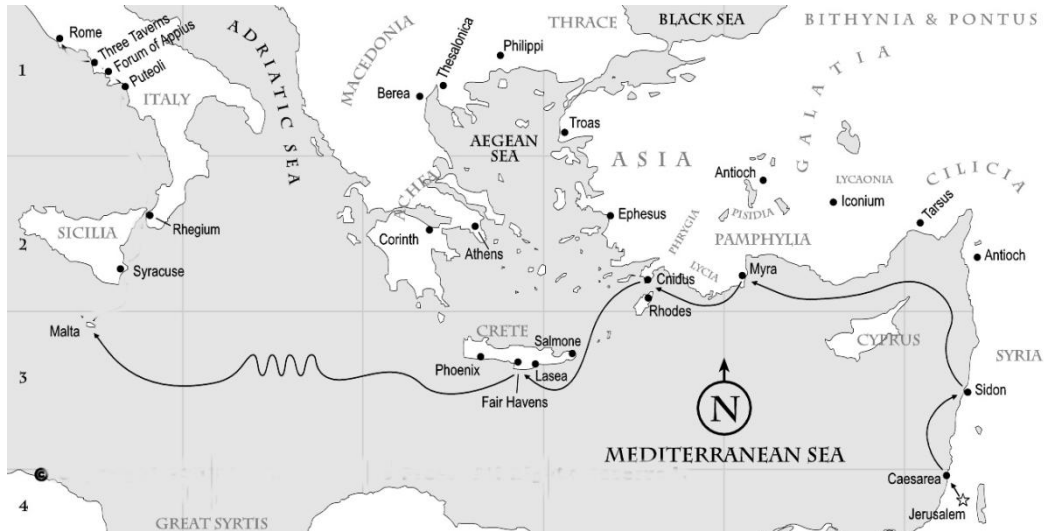 BLACK SEA
BITHYNIA & PONTUS
THRACE
Rome
Three Taverns
Forum of Appius
Puteoli
ITALY
ADRIATIC SEA
MACEDONIA
Thesalonica
Philippi
Berea
1
AEGEAN
SEA
Troas
ASIA
GALATIA
Antioch
LYCAONIA
Iconium
CILICIA
Tarsus
ACHEA
PISIDIA
PHRYGIA
Ephesus
SICILIA
Rhegium
Corinth
Athens
2
PAMPHYLIA
LYCIA
Antioch
Syracuse
Cnidus
Myra
Rhodes
Malta
CRETE
Salmone
CYPRUS
SYRIA
Phoenix
Lasea
3
Fair Havens
Sidon
N
MEDITERRANEAN SEA
©
Caesarea
Jerusalem
4
GREAT SYRTIS